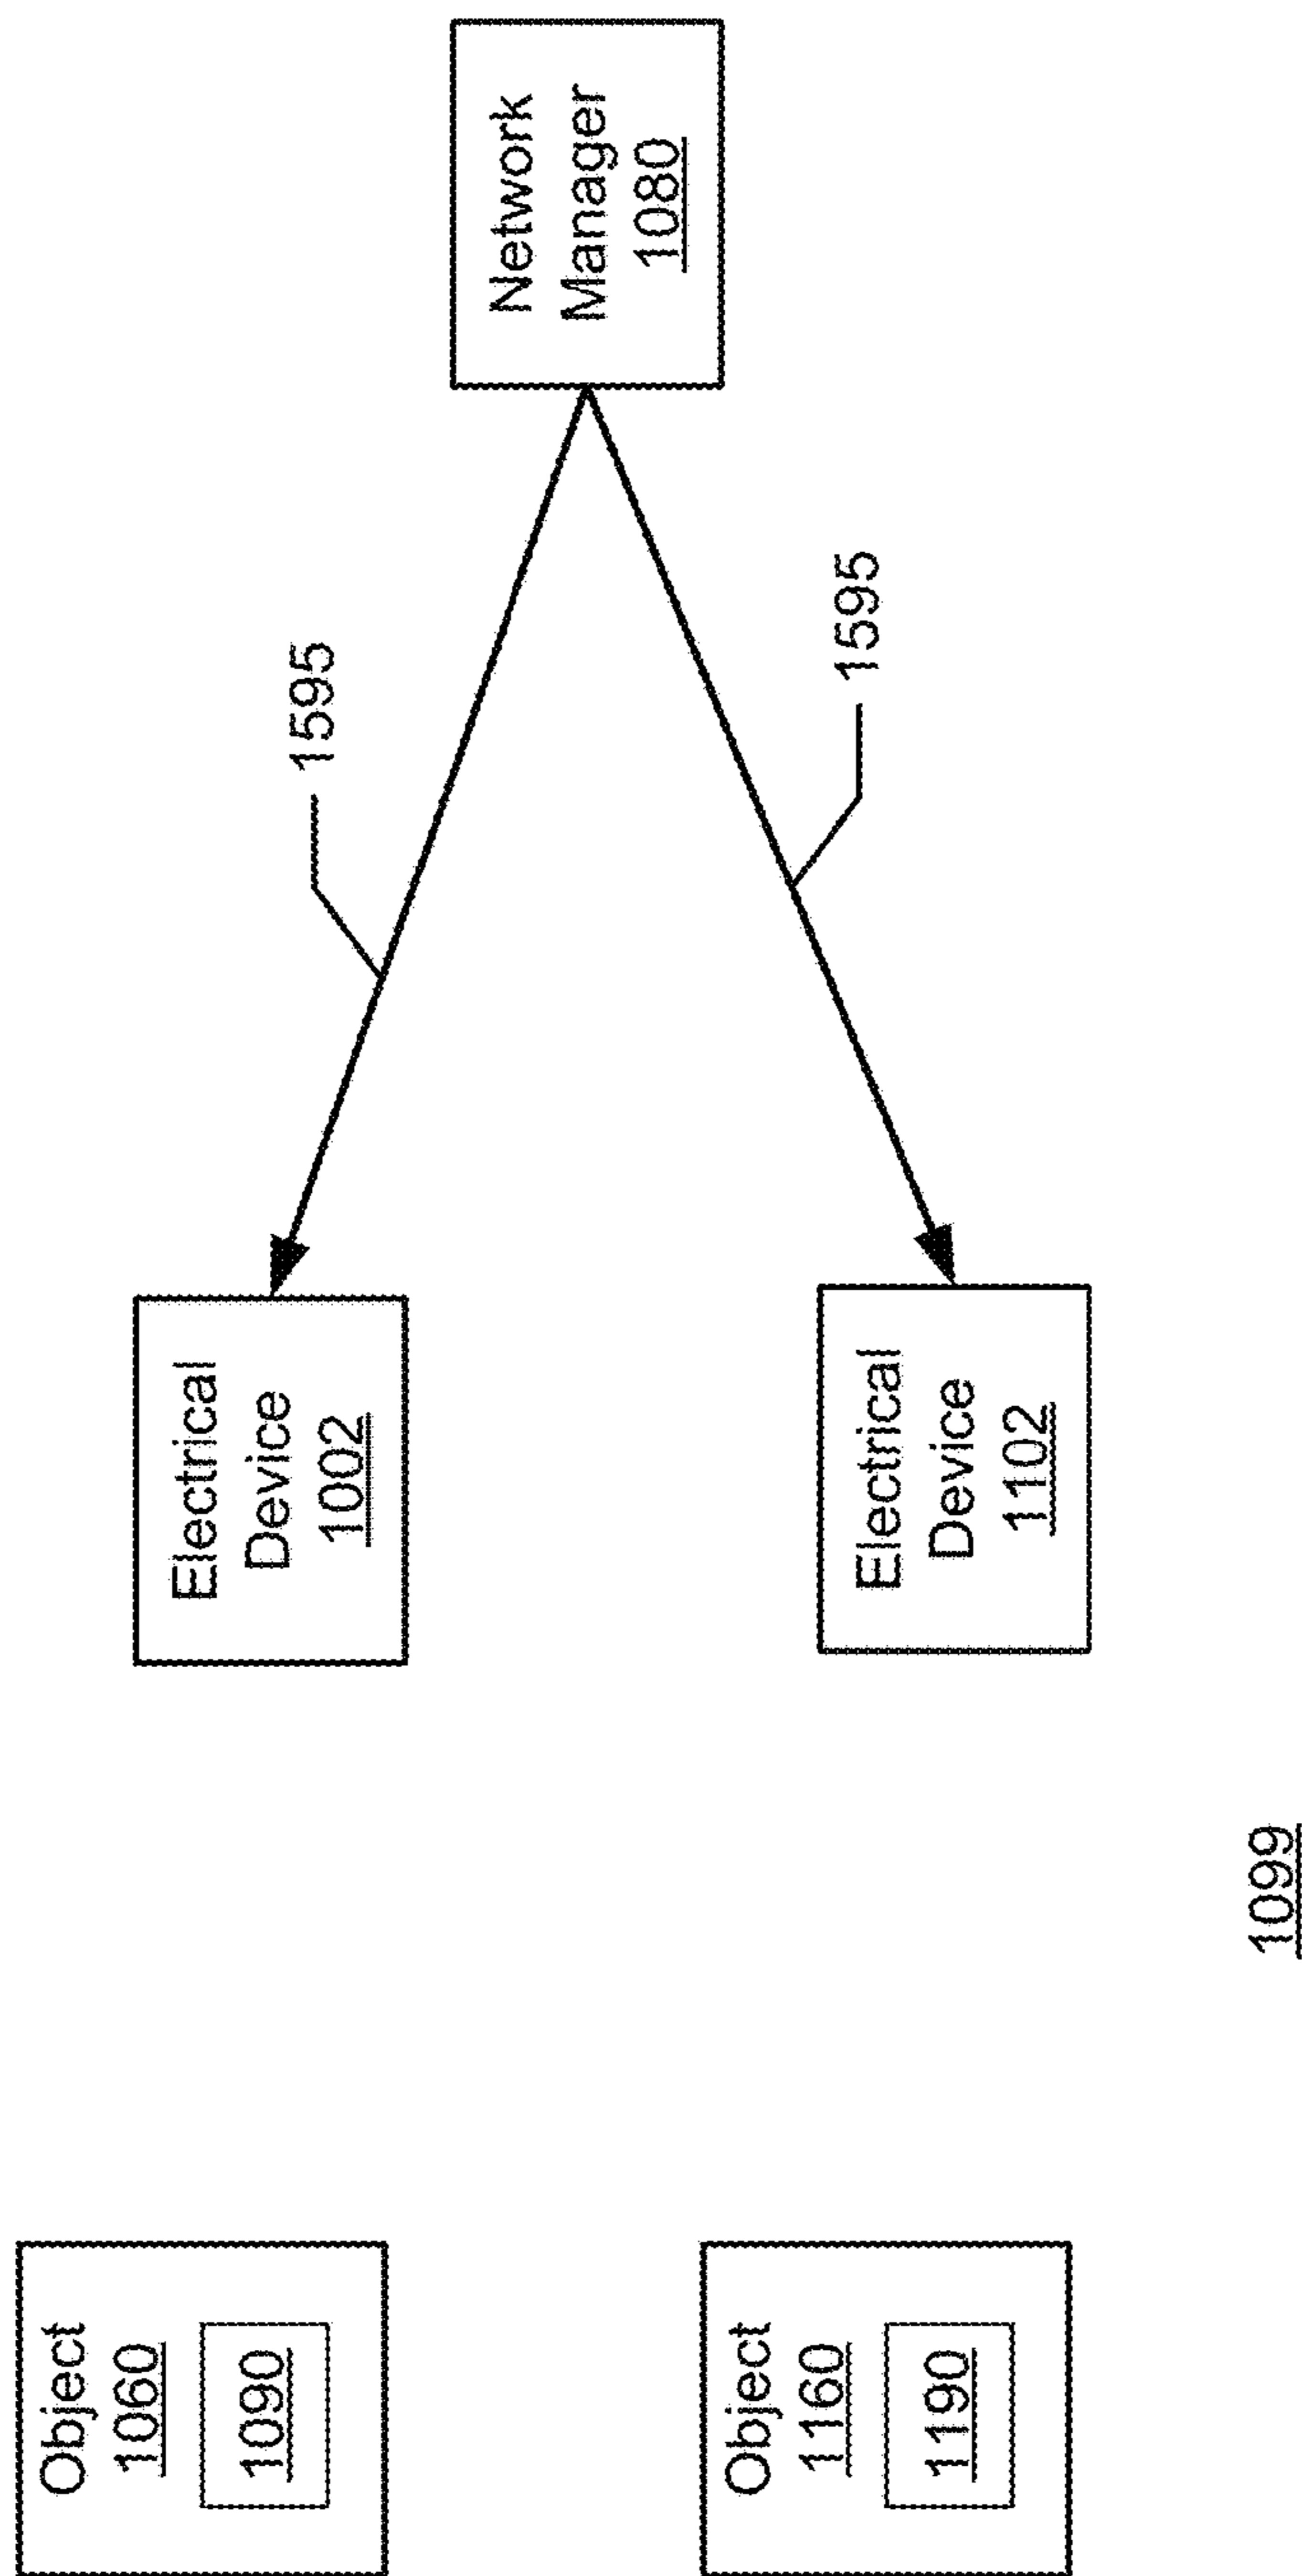 Object
1060
1090
Electrical
Device
1002
1595
Network
Manager
1080
Object
1160
1190
Electrical
Device
1102
1595
1099